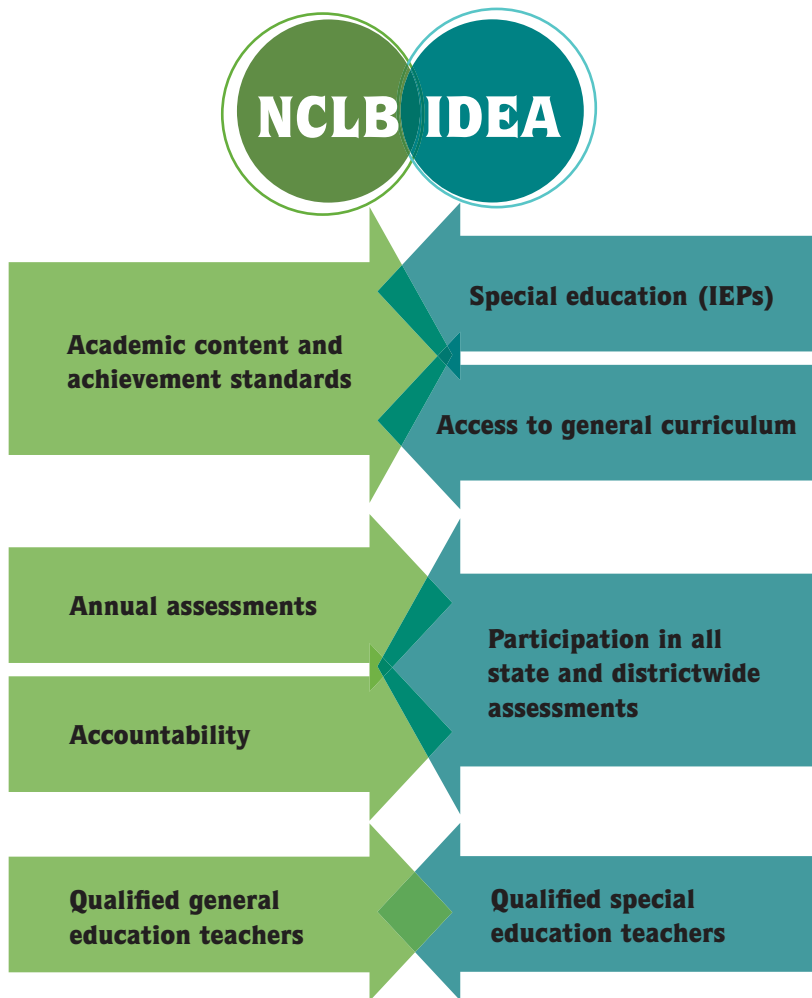 NCLB IDEA
Special education (IEPs)
Academic content and
achievement standards
Access to general curriculum
Annual assessments
Participation in all
state and districtwide
assessments
Accountability
Qualified general
education teachers
Qualified special
education teachers